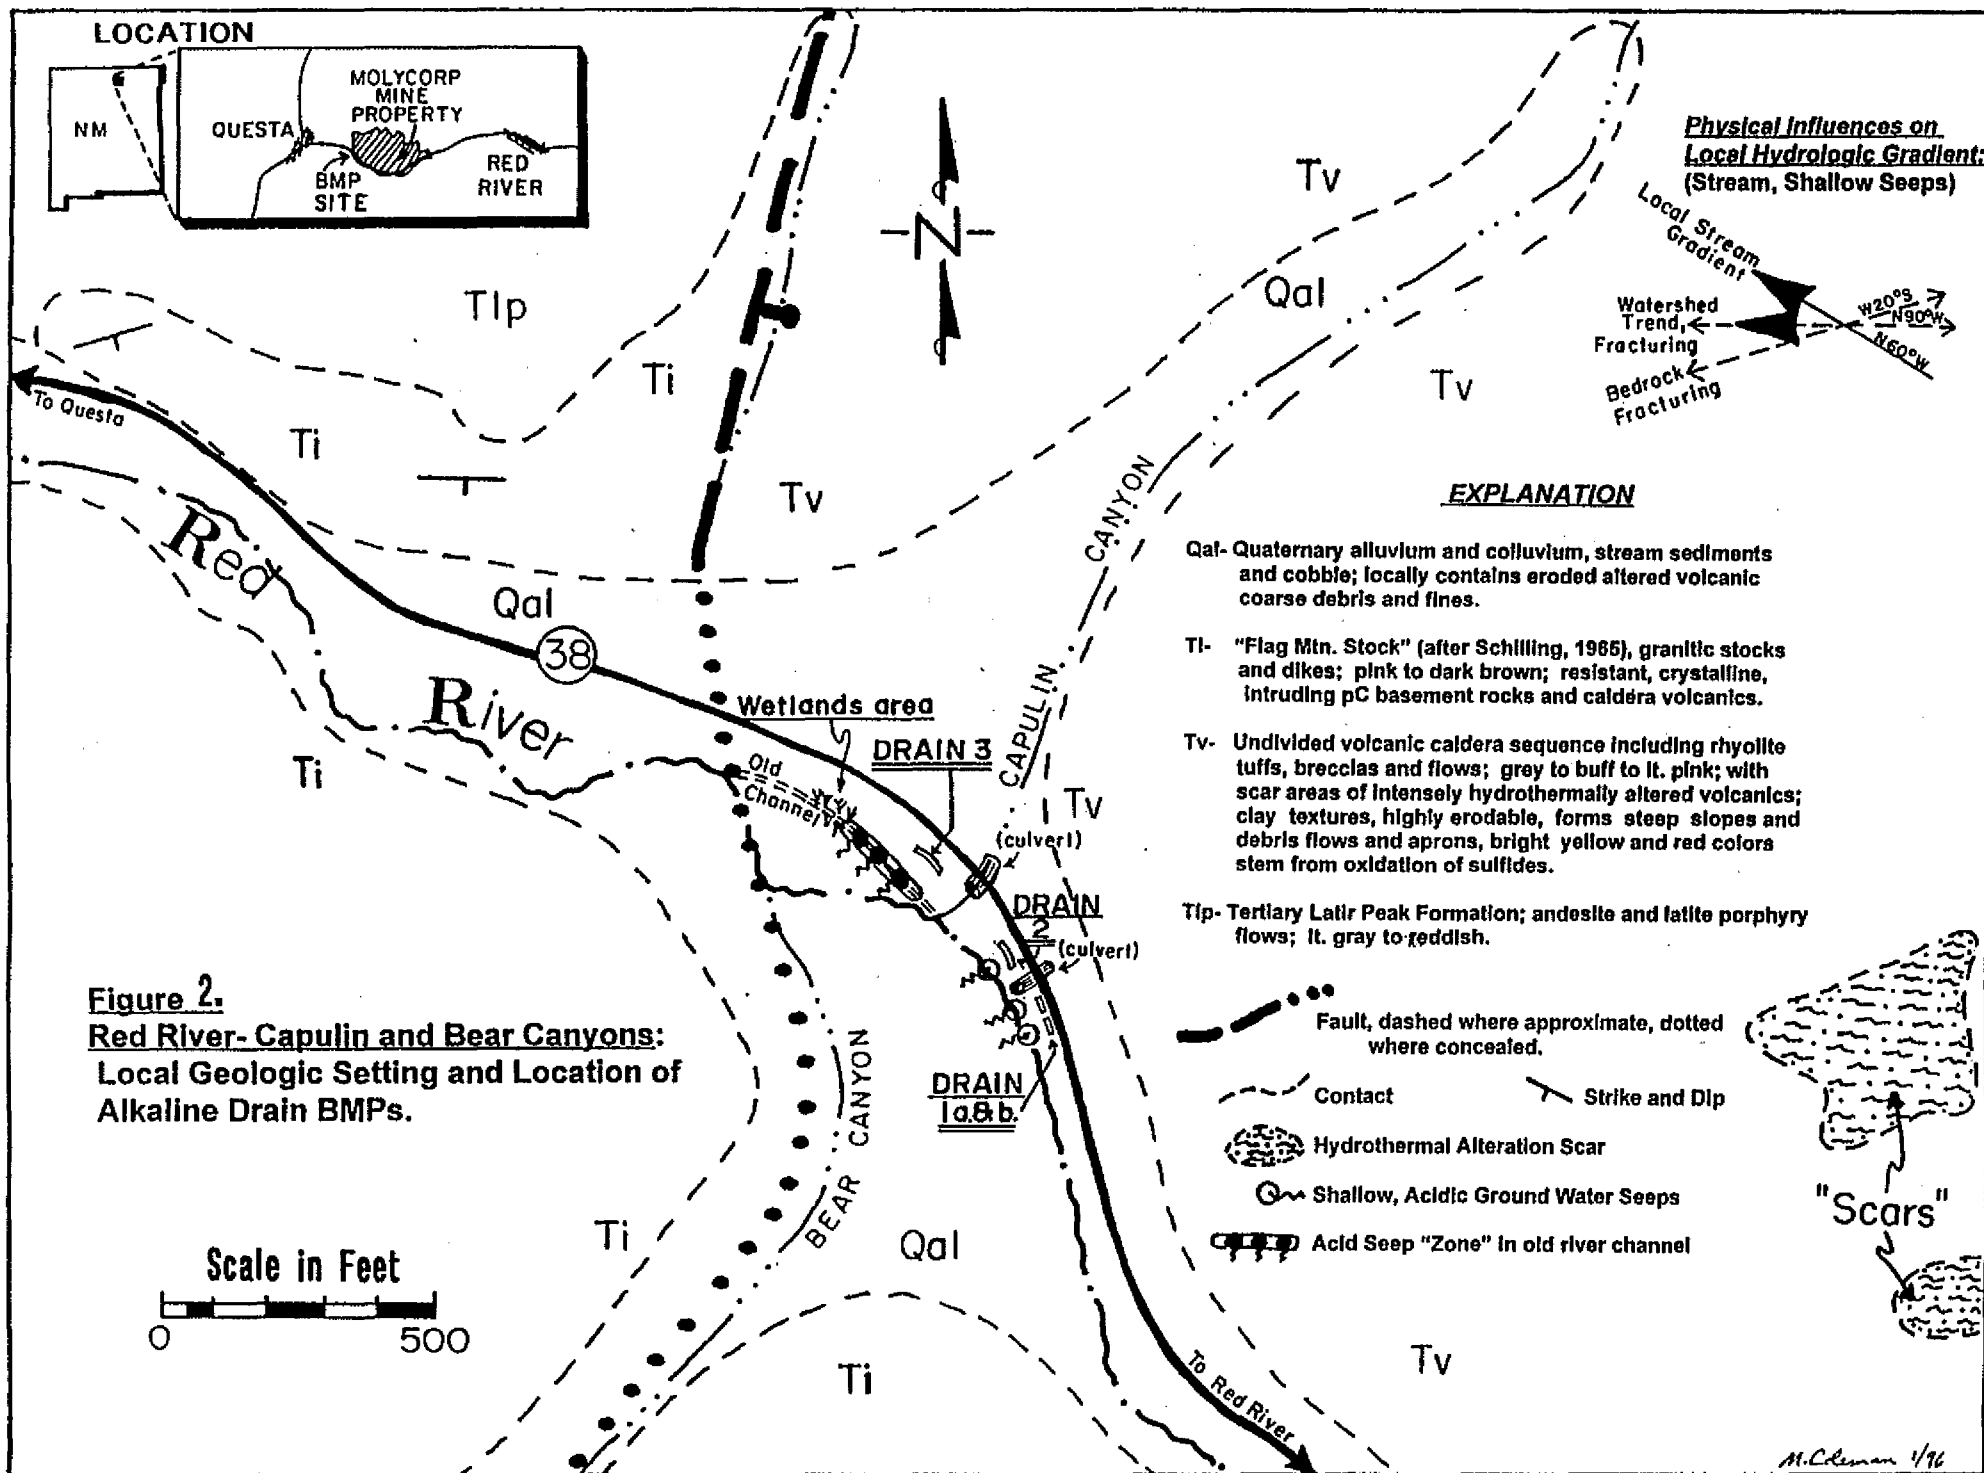 LOCATION
NM
QUESTA
MOLYCORP
MINE
PROPERTY
BMP
SITE
RED
RIVER
N
Physical Influences on
Local Hydrologic Gradient:
(Stream, Shallow Seeps)
Local Stream
Gradient
Watershed
Trend,
Fracturing
Bedrock
Fracturing
W20°S
N90°W
N60°W
Tlp
Ti
Tv
Tv
Qal
Tv
Ti
Tv
To Questa
Red
River
Qal
38
Ti
Wetlands area
DRAIN 3
Old
Channel
CAPULIN
CANYON
Tv
(culvert)
DRAIN
2
(culvert)
DRAIN
1a.&b.
BEAR CANYON
Ti
Qal
Ti
Tv
To Red River
EXPLANATION
Qal- Quaternary alluvium and colluvium, stream sediments
and cobble; locally contains eroded altered volcanic
coarse debris and fines.
TI- "Flag Mtn. Stock" (after Schilling, 1965), granitic stocks
and dikes; pink to dark brown; resistant, crystalline,
intruding pC basement rocks and caldera volcanics.
Tv- Undivided volcanic caldera sequence including rhyolite
tuffs, breccias and flows; grey to buff to lt. pink; with
scar areas of intensely hydrothermally altered volcanics;
clay textures, highly erodable, forms steep slopes and
debris flows and aprons, bright yellow and red colors
stem from oxidation of sulfides.
Tlp- Tertiary Latir Peak Formation; andesite and latite porphyry
flows; lt. gray to reddish.
Fault, dashed where approximate, dotted
where concealed.
Contact
Strike and Dip
Hydrothermal Alteration Scar
Shallow, Acidic Ground Water Seeps
Acid Seep "Zone" in old river channel
"Scars"
Figure 2.
Red River- Capulin and Bear Canyons:
Local Geologic Setting and Location of
Alkaline Drain BMPs.
Scale in Feet
0 500
M. Coleman 1/96